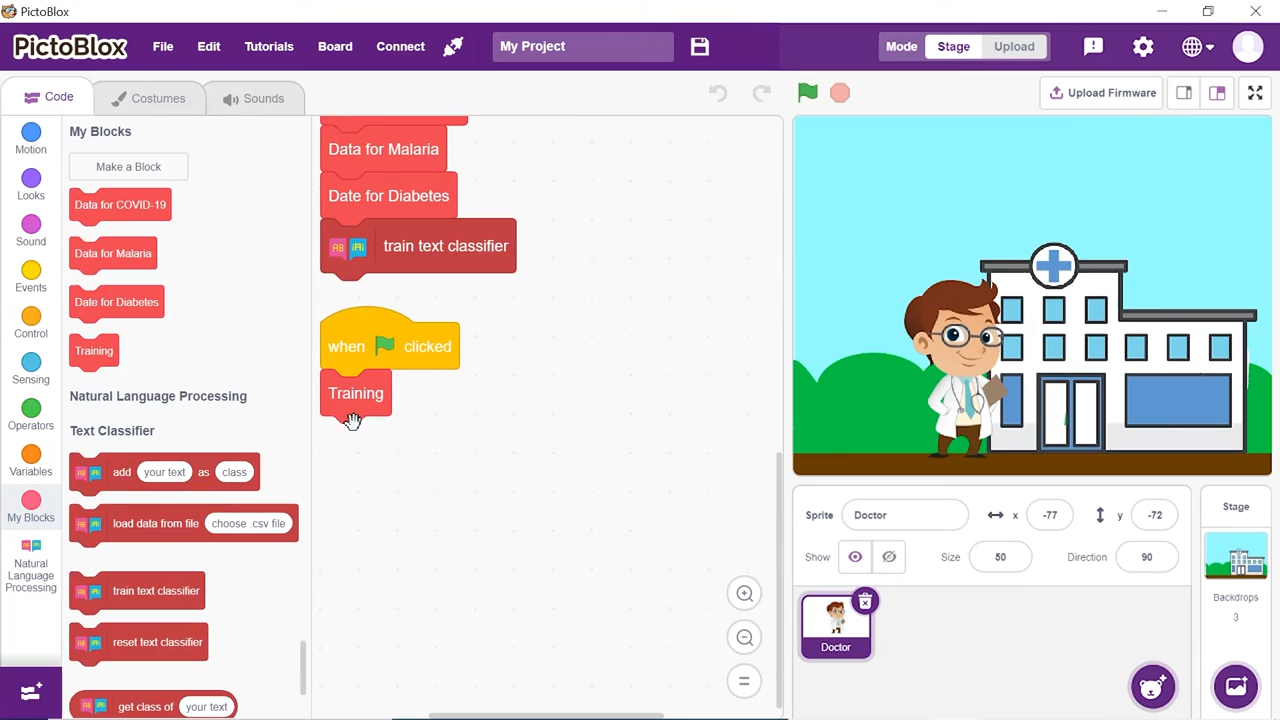 PictoBlox
PictoBlox File Edit Tutorials Board Connect My Project Mode Stage Upload
Code Costumes Sounds Upload Firmware
Motion
Looks
Sound
Events
Control
Sensing
Operators
Variables
My Blocks
Natural
Language
Processing
My Blocks
Make a Block
Data for COVID-19
Data for Malaria
Date for Diabetes
Training
Natural Language Processing
Text Classifier
add your text as class
load data from file choose .csv file
train text classifier
reset text classifier
get class of your text
Data for Malaria
Date for Diabetes
train text classifier
when clicked
Training
Sprite Doctor x -77 y -72
Show Size 50 Direction 90
Doctor
Stage
Backdrops
3